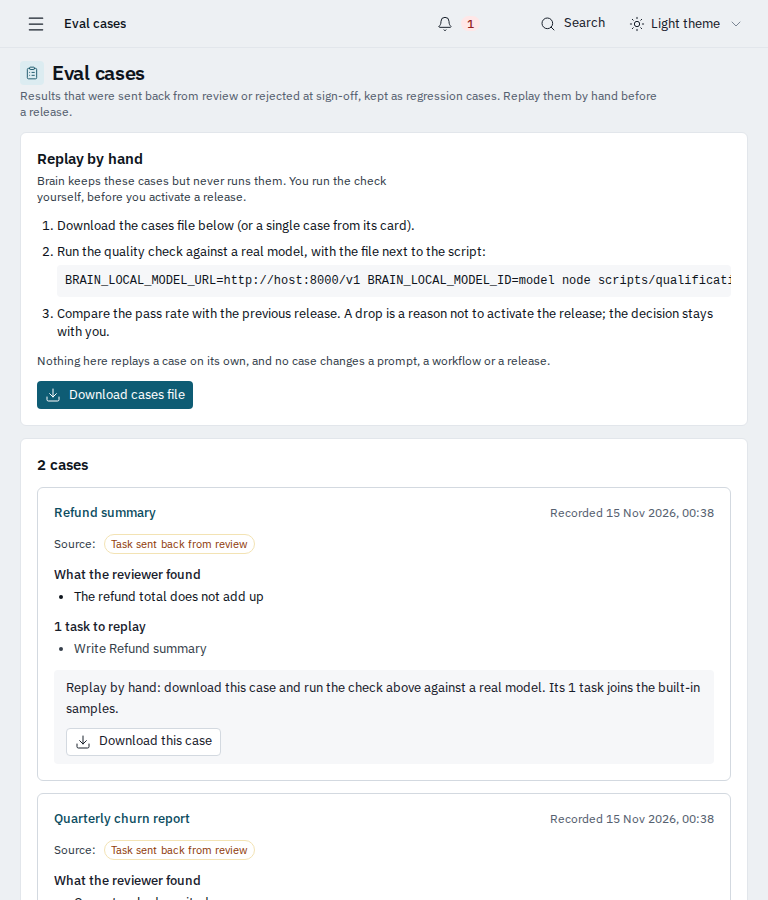 Eval cases
1
Search
Light theme
Eval cases
Results that were sent back from review or rejected at sign-off, kept as regression cases. Replay them by hand before
a release.
Replay by hand
Brain keeps these cases but never runs them. You run the check
yourself, before you activate a release.
1. Download the cases file below (or a single case from its card).
2. Run the quality check against a real model, with the file next to the script:
BRAIN_LOCAL_MODEL_URL=http://host:8000/v1 BRAIN_LOCAL_MODEL_ID=model node scripts/qualificati
3. Compare the pass rate with the previous release. A drop is a reason not to activate the release; the decision stays
with you.
Nothing here replays a case on its own, and no case changes a prompt, a workflow or a release.
Download cases file
2 cases
Refund summary
Recorded 15 Nov 2026, 00:38
Source: Task sent back from review
What the reviewer found
• The refund total does not add up
1 task to replay
• Write Refund summary
Replay by hand: download this case and run the check above against a real model. Its 1 task joins the built-in
samples.
Download this case
Quarterly churn report
Recorded 15 Nov 2026, 00:38
Source: Task sent back from review
What the reviewer found